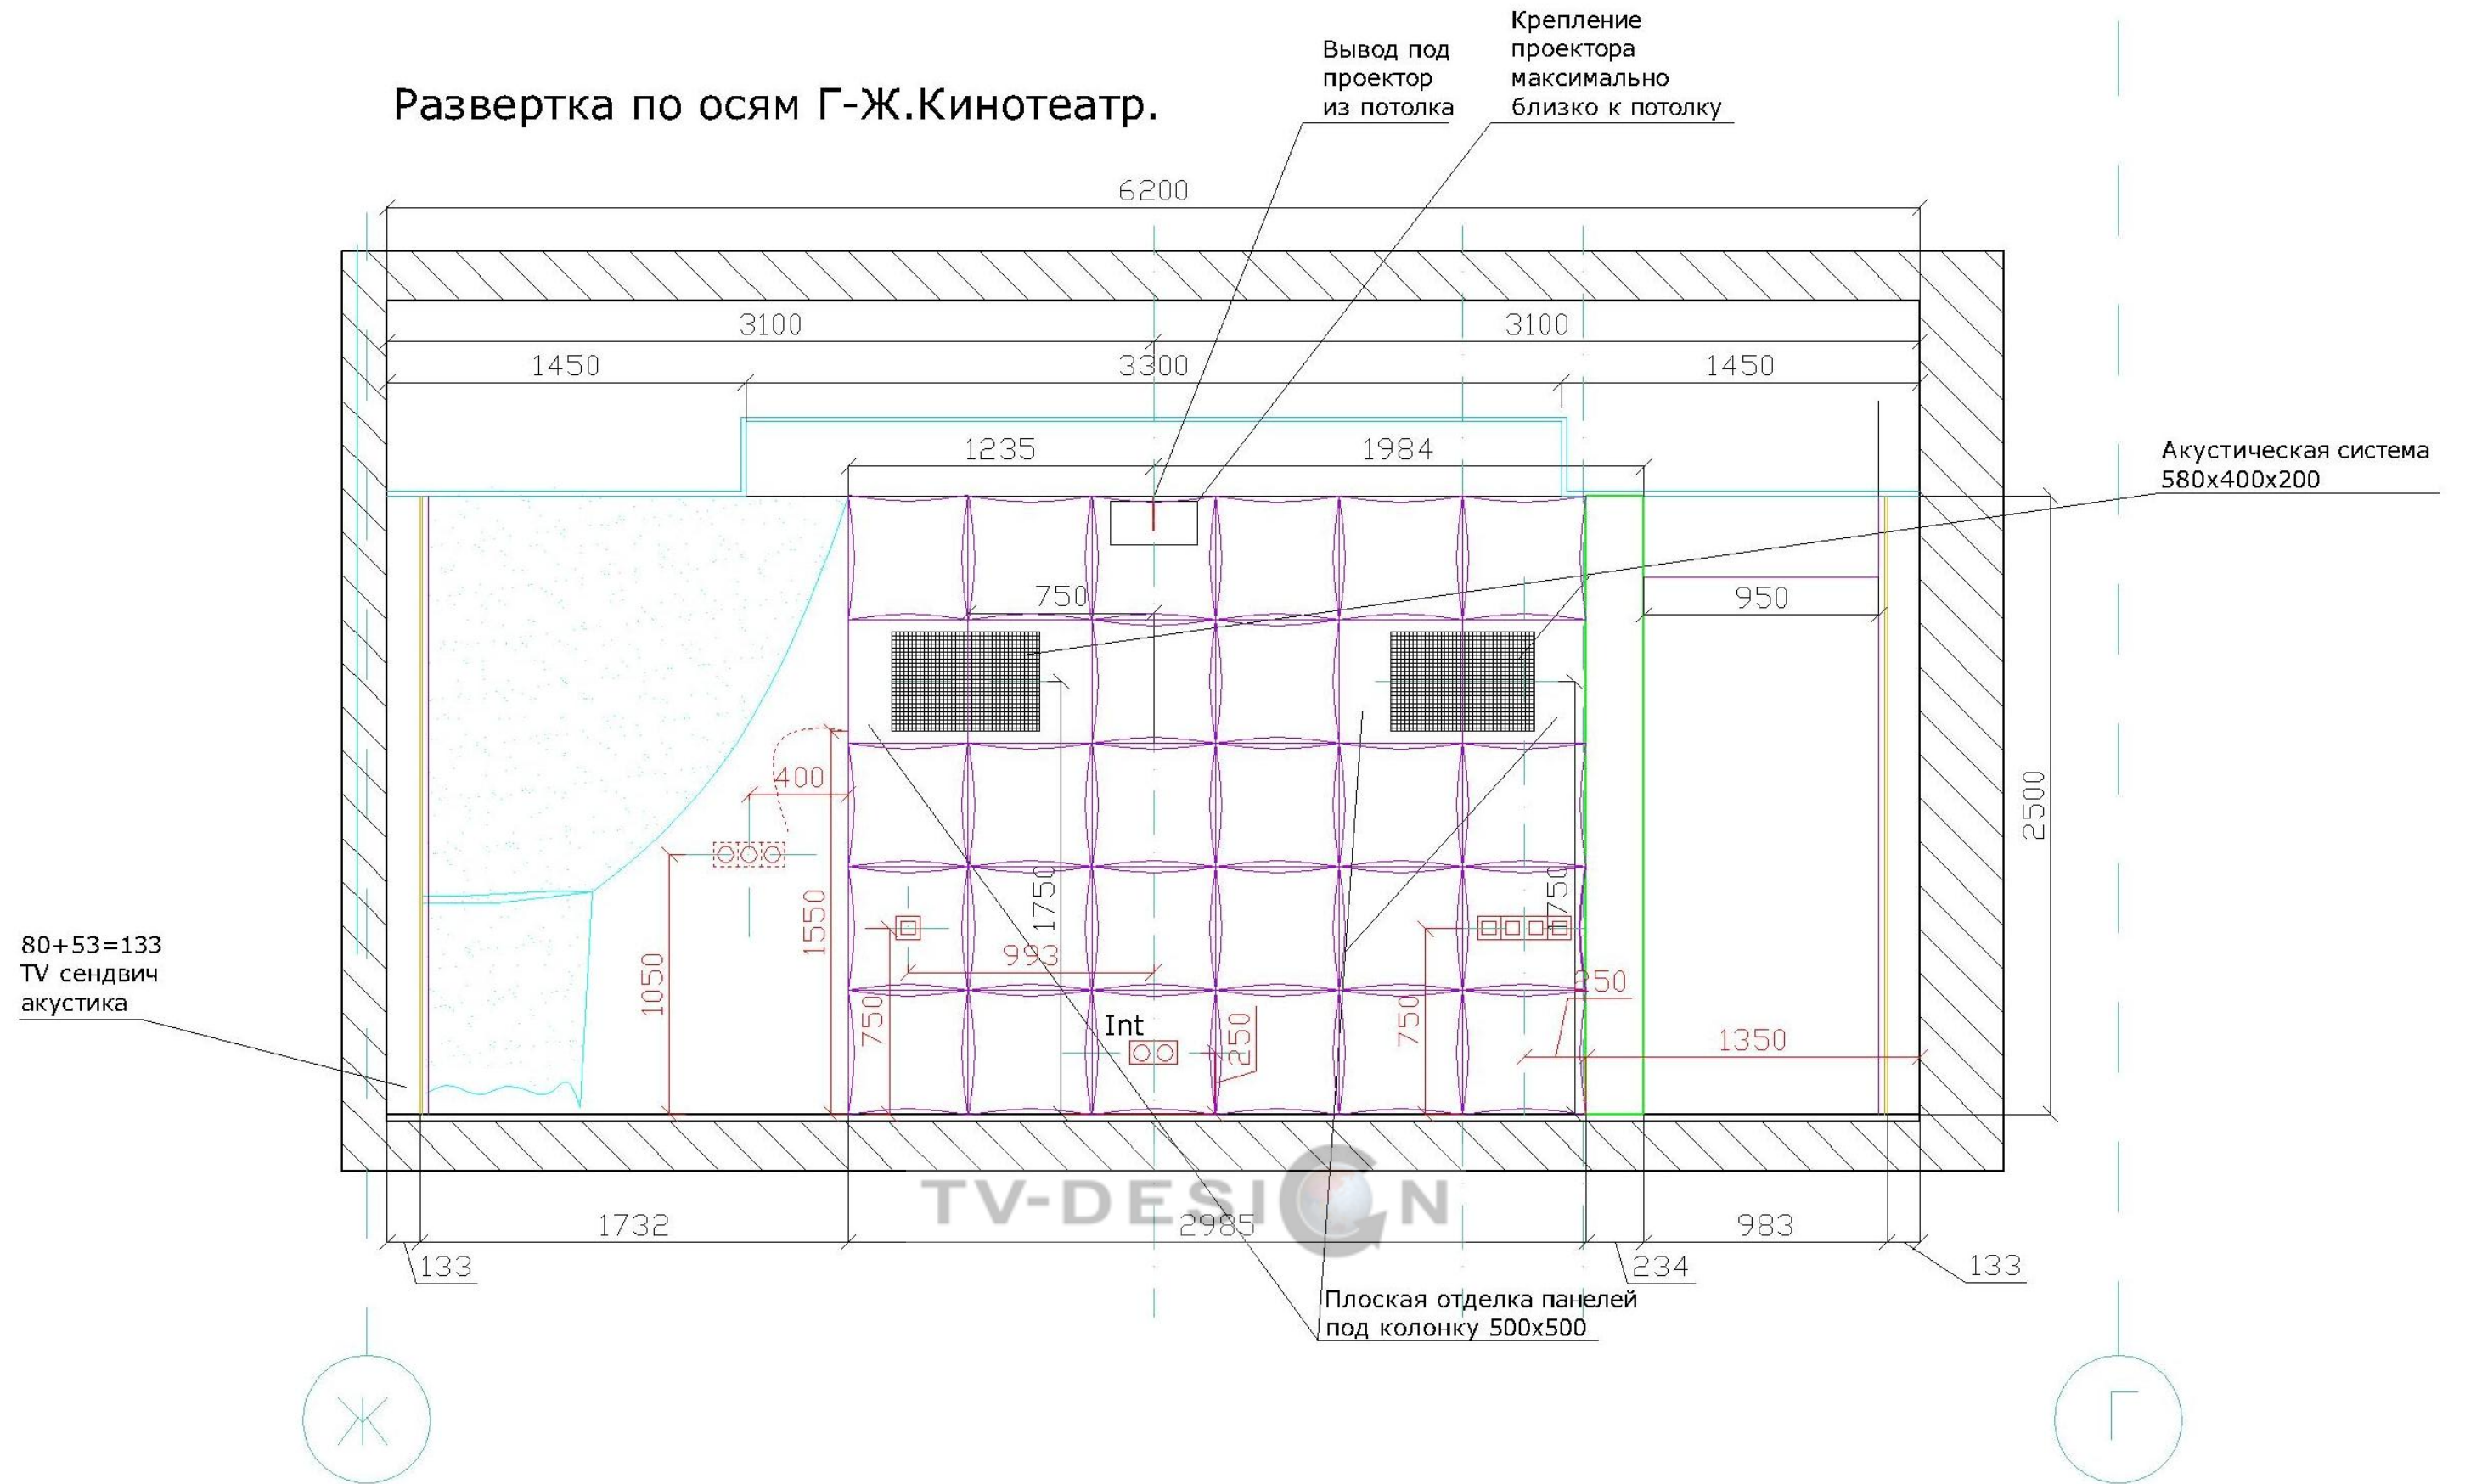 Крепление
проектора
максимально
близко к потолку
Вывод под
проектор
из потолка
Развертка по осям Г-Ж.Кинотеатр.
6200
3100
3100
1450
3300
1450
1235
1984
Акустическая система
580х400х200
750
950
400
2500
1750
1750
1550
80+53=133
TV сендвич
акустика
993
1050
750
750
250
Int
250
1350
TV-DESIGN
1732
2985
983
133
234
133
Плоская отделка панелей
под колонку 500х500
Ж
Г